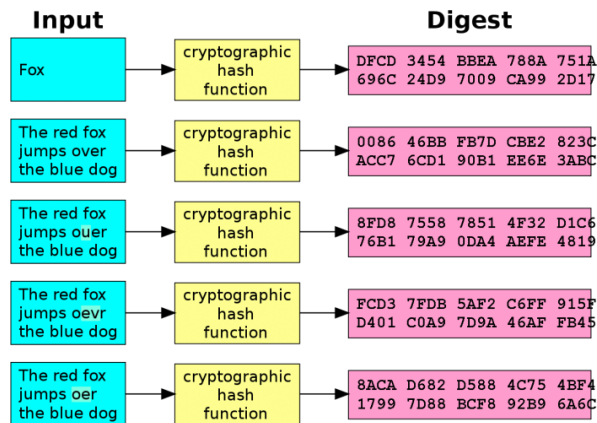 Input
Digest
Fox
cryptographic
hash
function
DFCD 3454 BBEA 788A 751A
696C 24D9 7009 CA99 2D17
The red fox
jumps over
the blue dog
cryptographic
hash
function
0086 46BB FB7D CBE2 823C
ACC7 6CD1 90B1 EE6E 3ABC
The red fox
jumps ouer
the blue dog
cryptographic
hash
function
8FD8 7558 7851 4F32 D1C6
76B1 79A9 0DA4 AEFE 4819
The red fox
jumps oevr
the blue dog
cryptographic
hash
function
FCD3 7FDB 5AF2 C6FF 915F
D401 C0A9 7D9A 46AF FB45
The red fox
jumps oer
the blue dog
cryptographic
hash
function
8ACA D682 D588 4C75 4BF4
1799 7D88 BCF8 92B9 6A6C